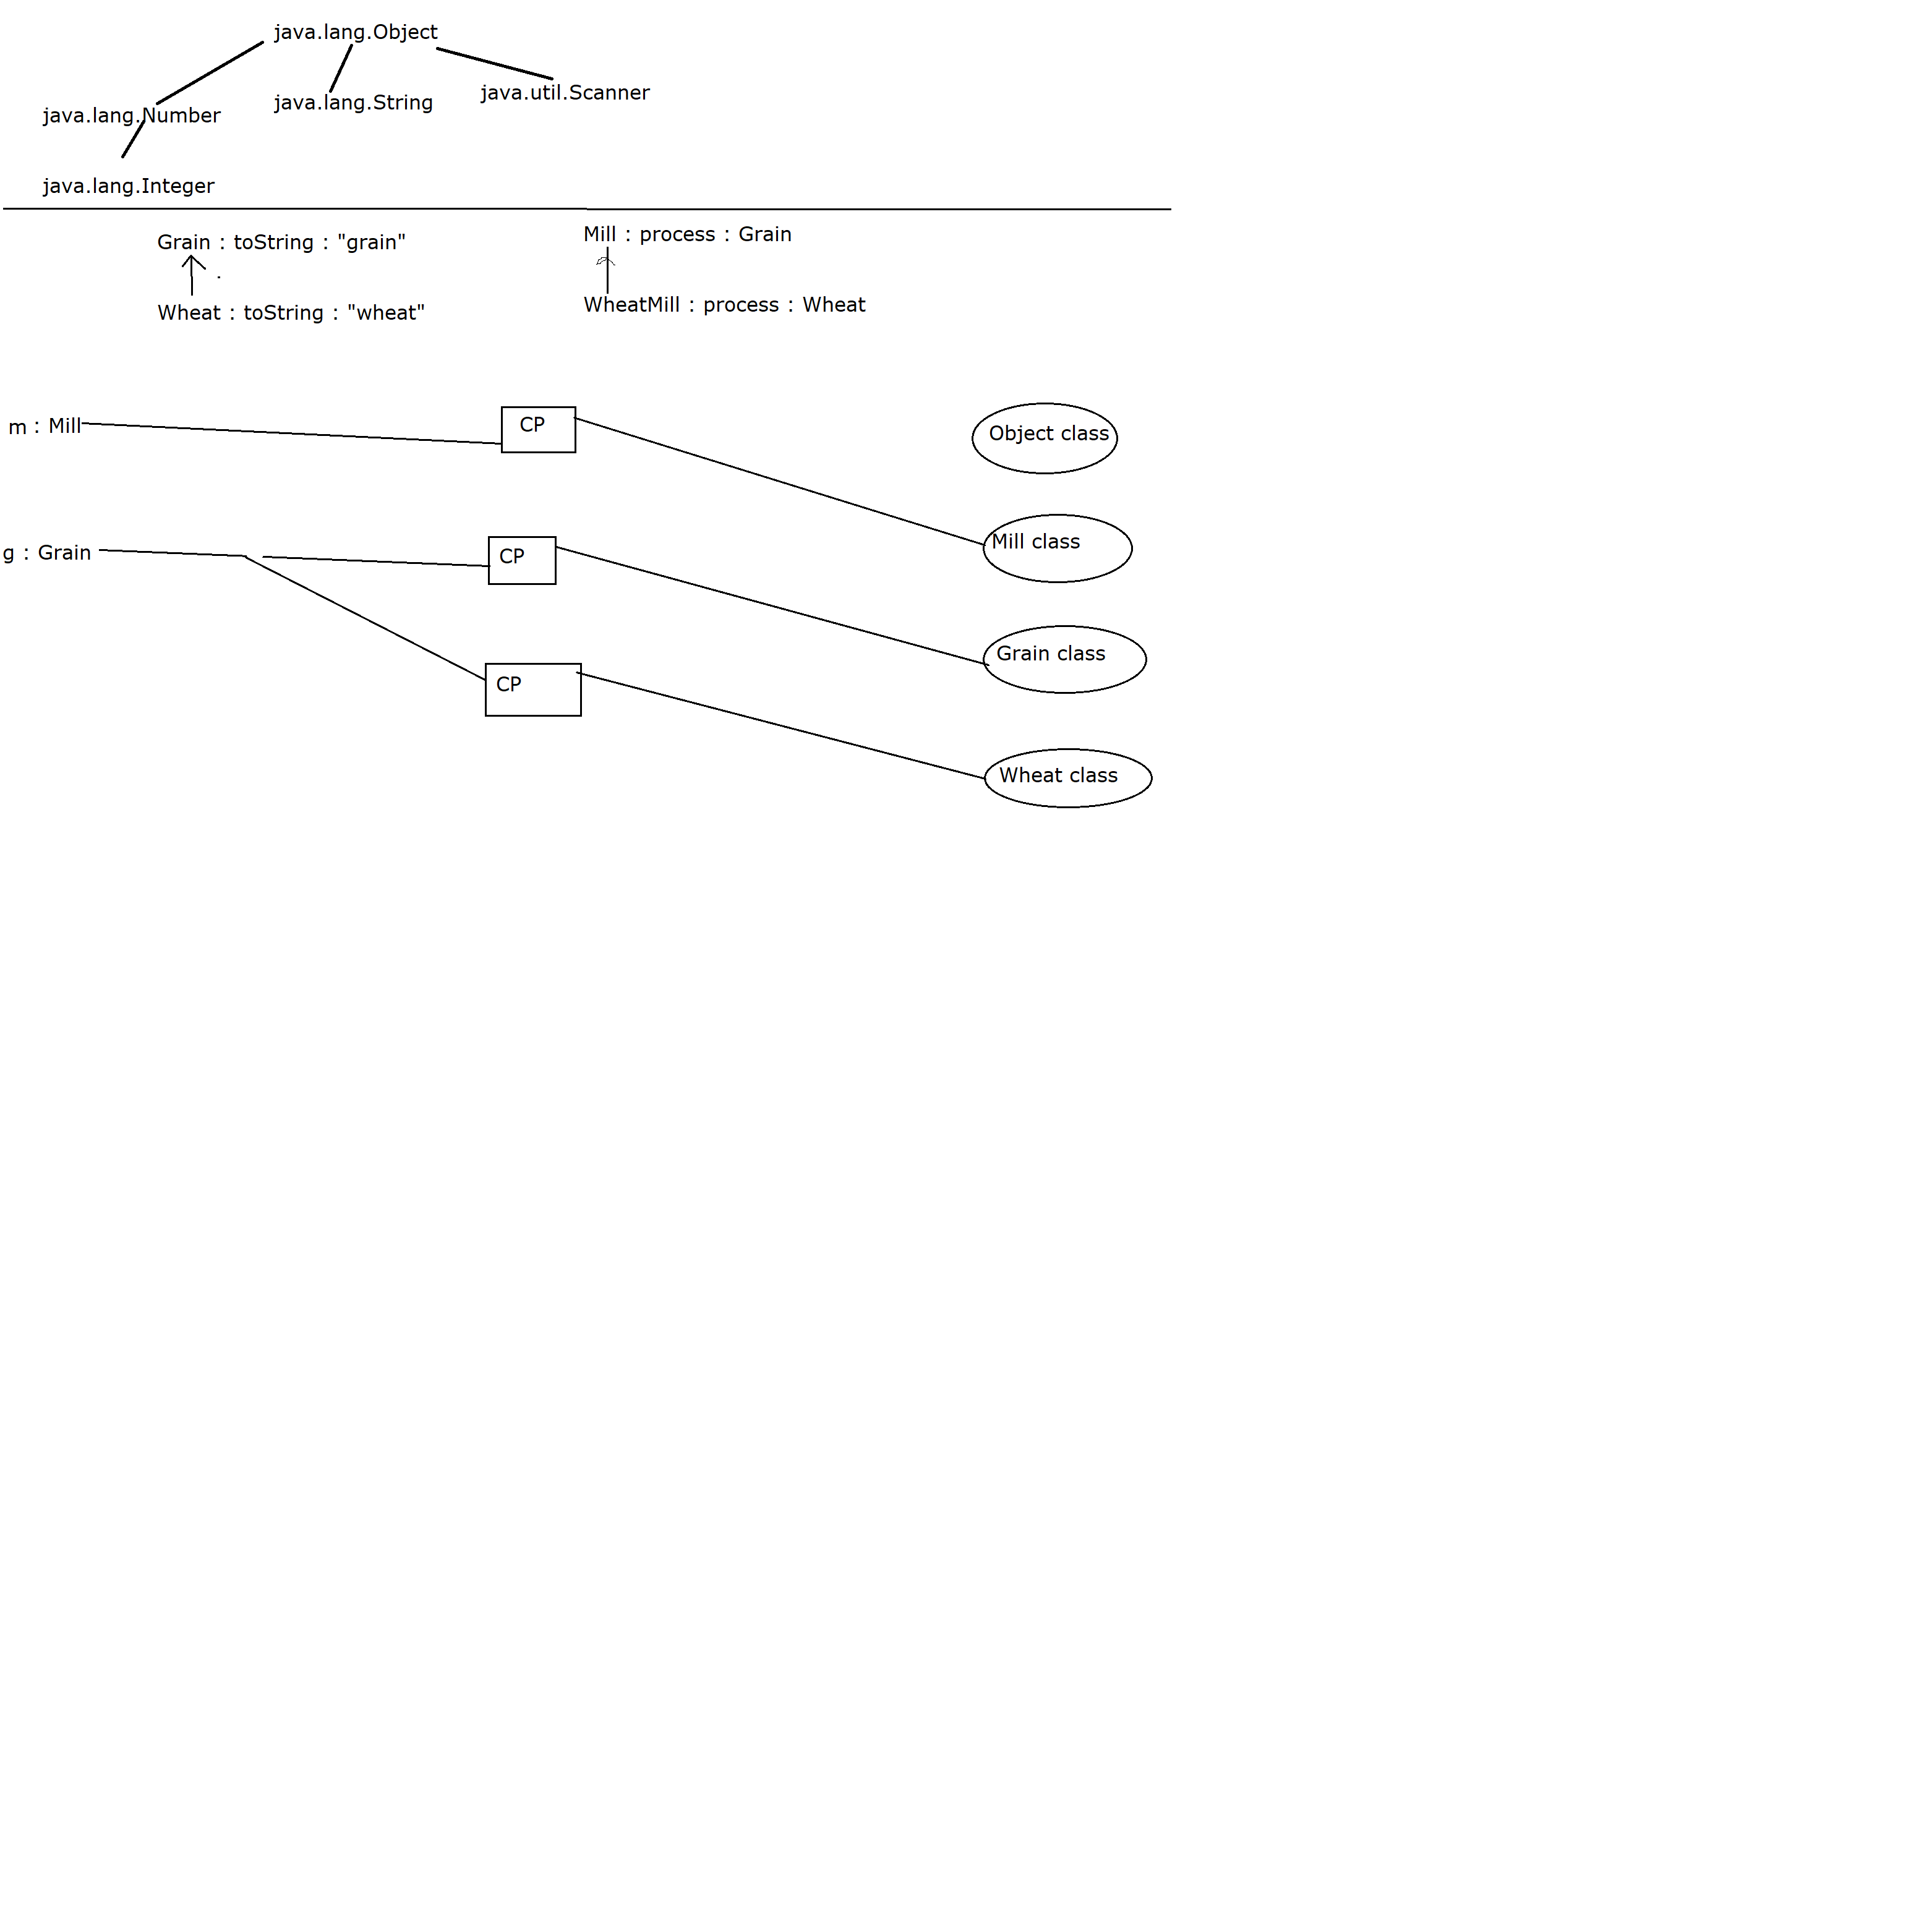 java.lang.Object
java.lang.Number
java.lang.String
java.util.Scanner
java.lang.Integer
Grain : toString : "grain"
Mill : process : Grain
Wheat : toString : "wheat"
WheatMill : process : Wheat
m : Mill
CP
Object class
Mill class
g : Grain
CP
Grain class
CP
Wheat class